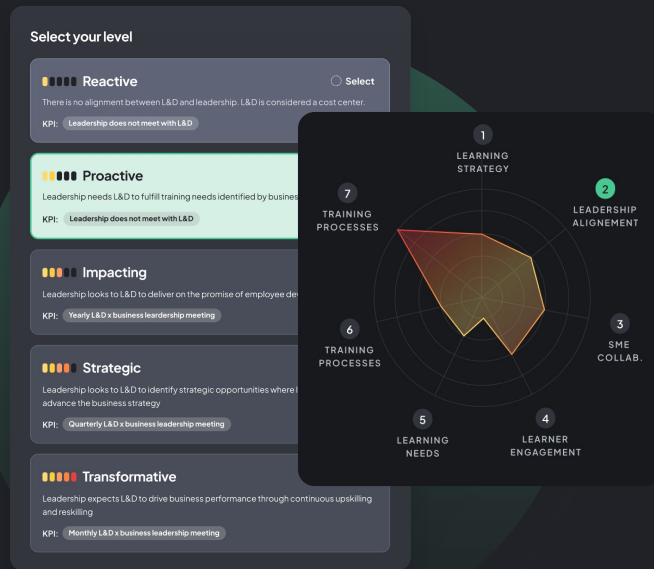 Select your level
Reactive
Select
There is no alignment between L&D and leadership. L&D is considered a cost center.
KPI: Leadership does not meet with L&D
Proactive
Leadership needs L&D to fulfill training needs identified by
KPI: Leadership does not meet with L&D
Impacting
Leadership looks to L&D to deliver on the promise of employee
KPI: Yearly L&D x business leardership meeting
Strategic
Leadership looks to L&D to identify strategic opportunities where
advance the business strategy
KPI: Quarterly L&D x business leadership meeting
Transformative
Leadership expects L&D to drive business performance through continuous upskilling
and reskilling
KPI: Monthly L&D x business leadership meeting
1
LEARNING
STRATEGY
2
LEADERSHIP
ALIGNEMENT
3
SME
COLLAB.
4
LEARNER
ENGAGEMENT
5
LEARNING
NEEDS
6
TRAINING
PROCESSES
7
TRAINING
PROCESSES